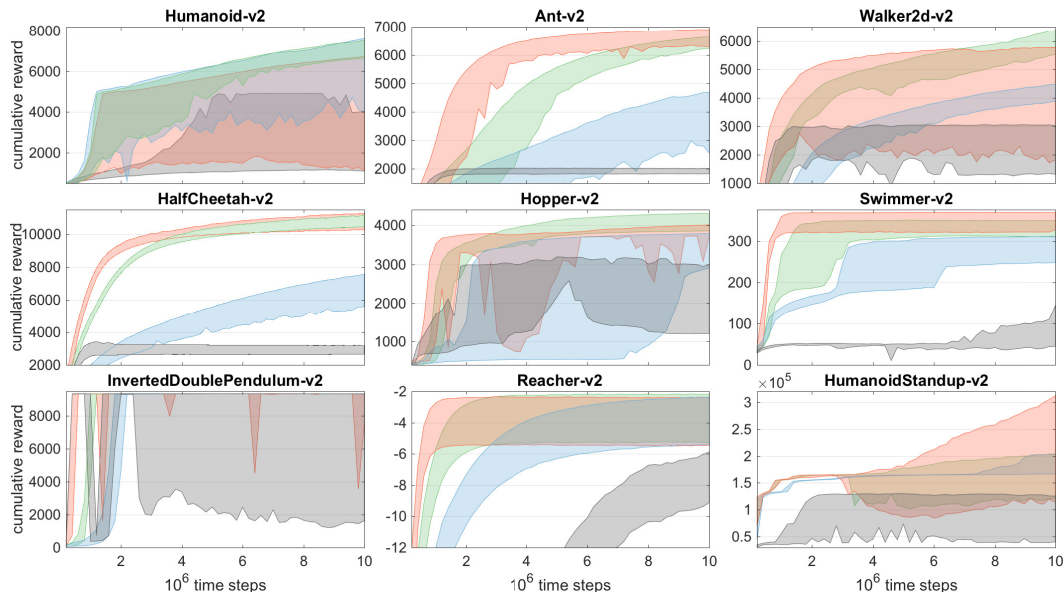 Humanoid-v2
Ant-v2
Walker2d-v2
cumulative reward
8000
6000
4000
2000
7000
6000
5000
4000
3000
2000
6000
5000
4000
3000
2000
1000
HalfCheetah-v2
Hopper-v2
Swimmer-v2
cumulative reward
10000
8000
6000
4000
2000
4000
3000
2000
1000
300
200
100
0
InvertedDoublePendulum-v2
Reacher-v2
HumanoidStandup-v2
cumulative reward
8000
6000
4000
2000
0
-2
-4
-6
-8
-10
-12
× 10^5
3
2.5
2
1.5
1
0.5
2 4 6 8 10
2 4 6 8 10
2 4 6 8 10
10^6 time steps
10^6 time steps
10^6 time steps